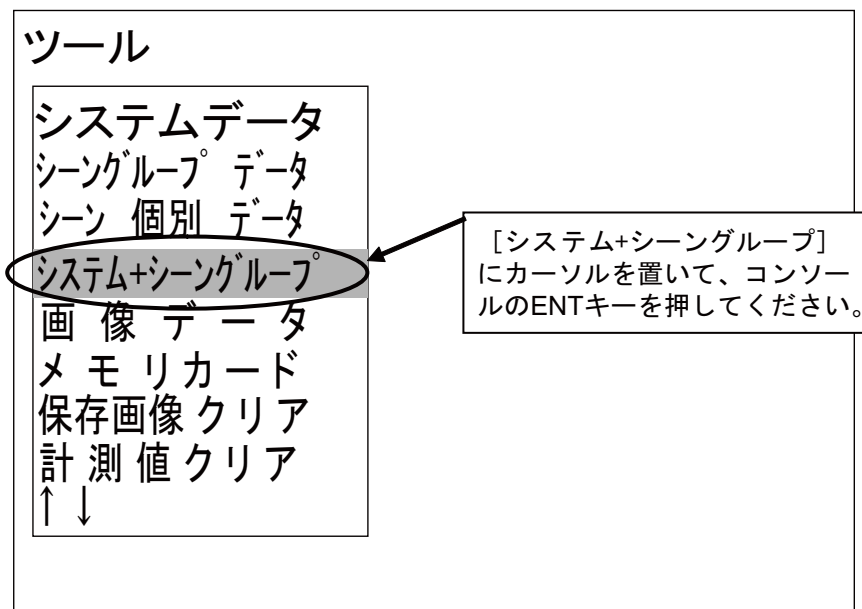 ツール
システムデータ
ｼｰﾝｸﾞﾙｰﾌﾟ ﾃﾞｰﾀ
ｼｰﾝ 個別 ﾃﾞｰﾀ
ｼｽﾃﾑ+ｼｰﾝｸﾞﾙｰﾌﾟ
［システム+シーングループ］
にカーソルを置いて、コンソー
ルのENTキーを押してください。
画像データ
メモリカード
保存画像クリア
計測値クリア
↑↓